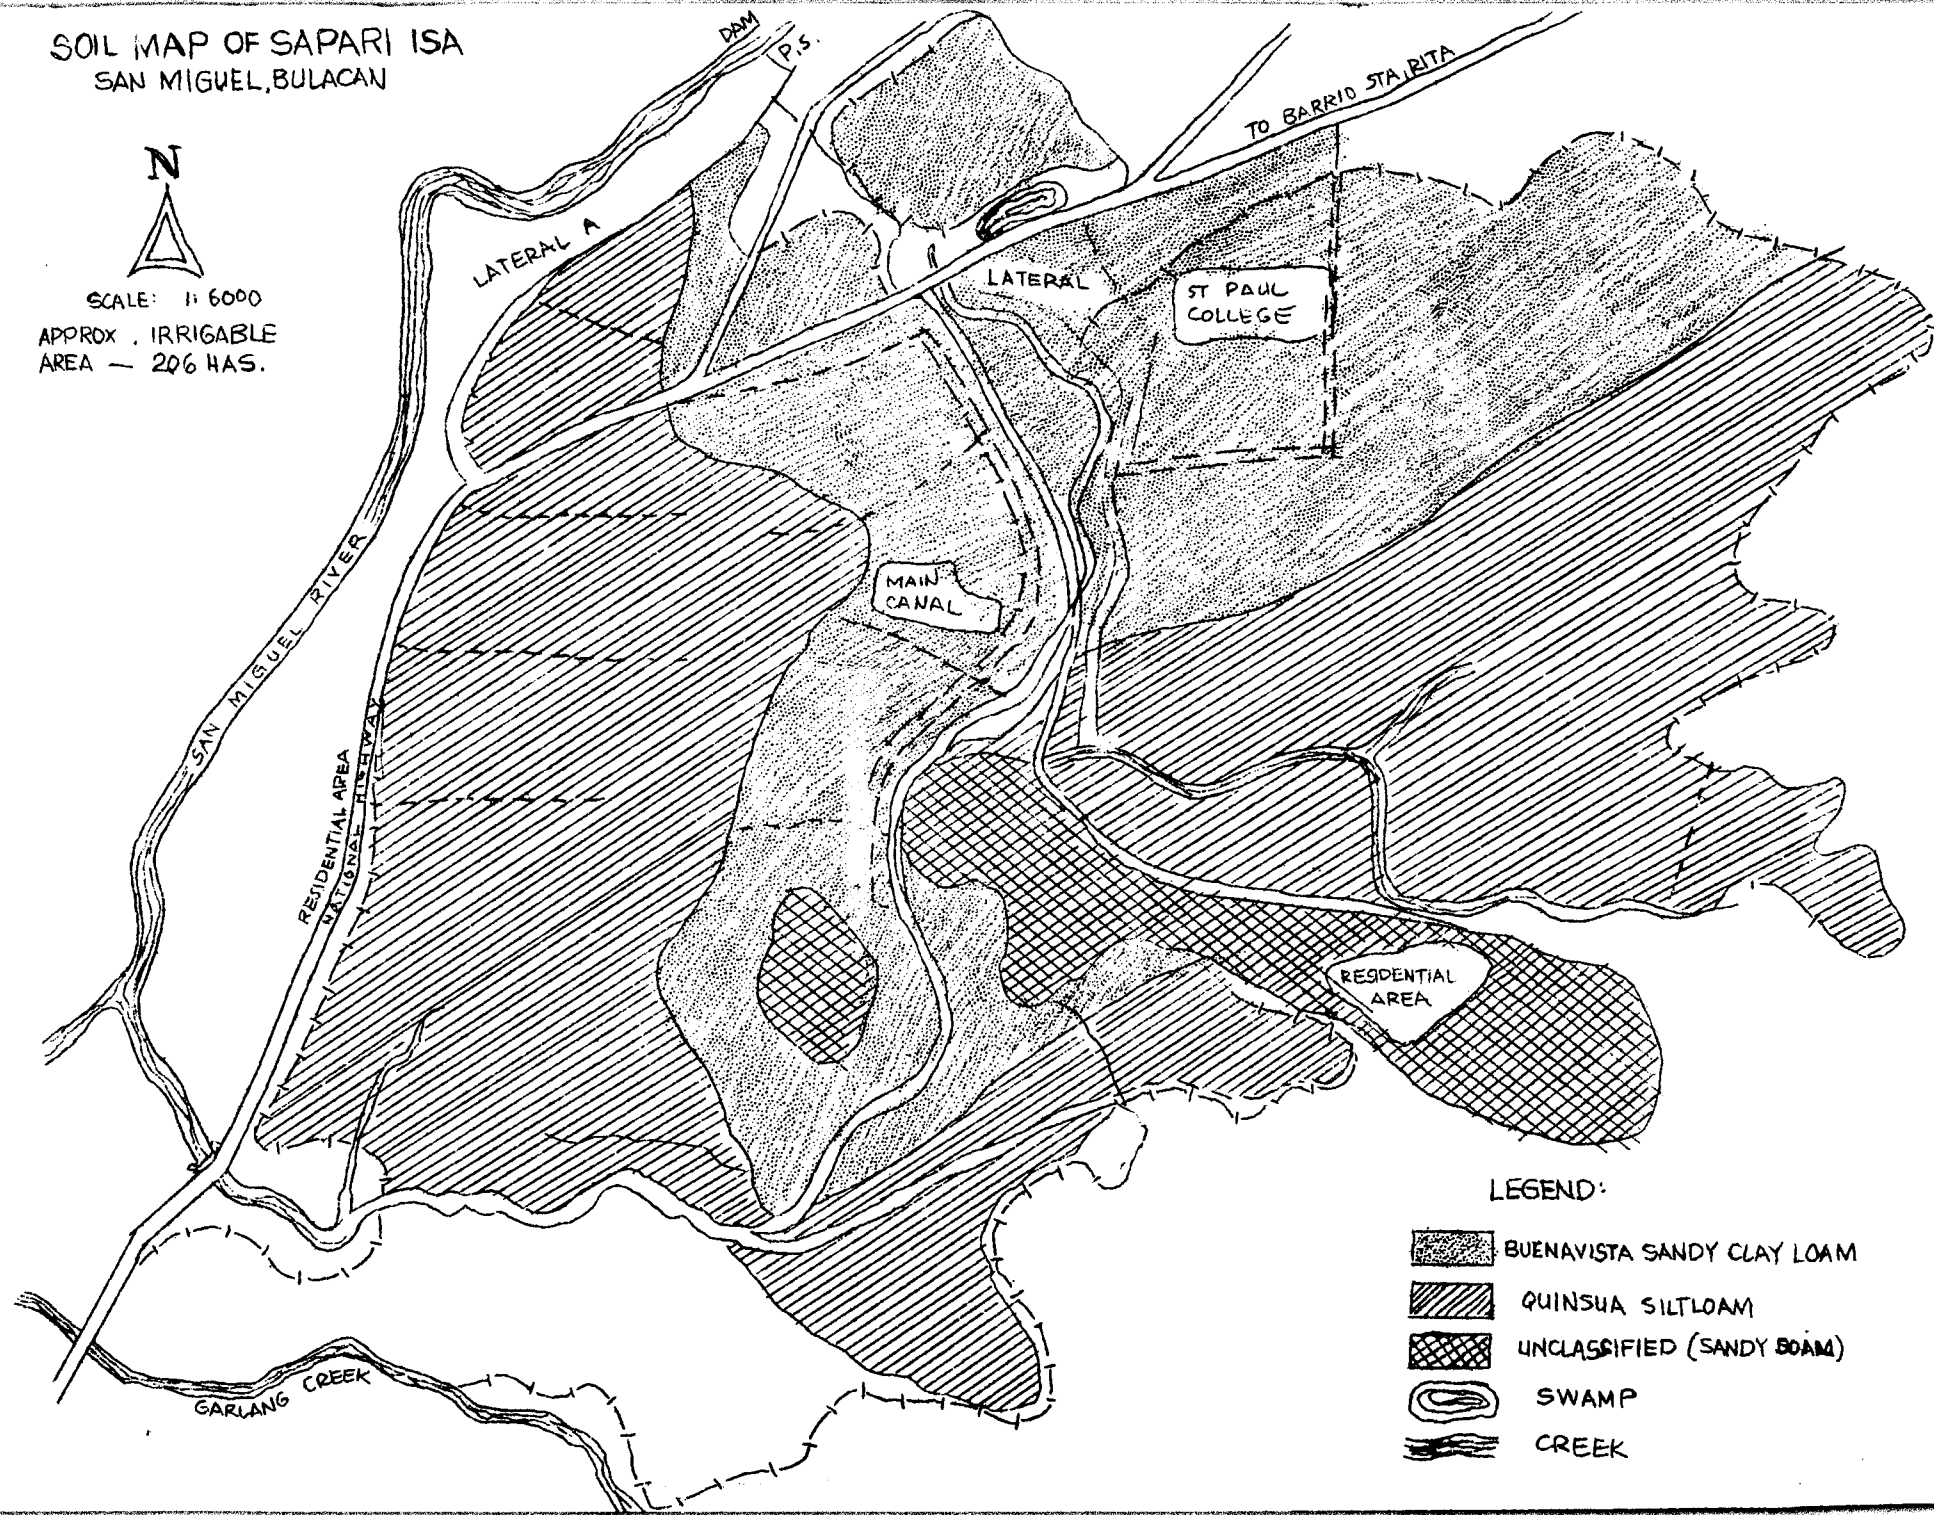 SOIL MAP OF SAPARI ISA
SAN MIGUEL, BULACAN
N
SCALE: 1:6000
APPROX. IRRIGABLE
AREA — 206 HAS.
DAM
P.S.
TO BARRIO STA, RITA
LATERAL A
LATERAL
ST PAUL
COLLEGE
MAIN
CANAL
SAN MIGUEL RIVER
RESIDENTIAL AREA
NATIONAL HIGHWAY
RESIDENTIAL
AREA
GARLANG CREEK
LEGEND:
BUENAVISTA SANDY CLAY LOAM
QUINSUA SILTLOAM
UNCLASSIFIED (SANDY SOAM)
SWAMP
CREEK